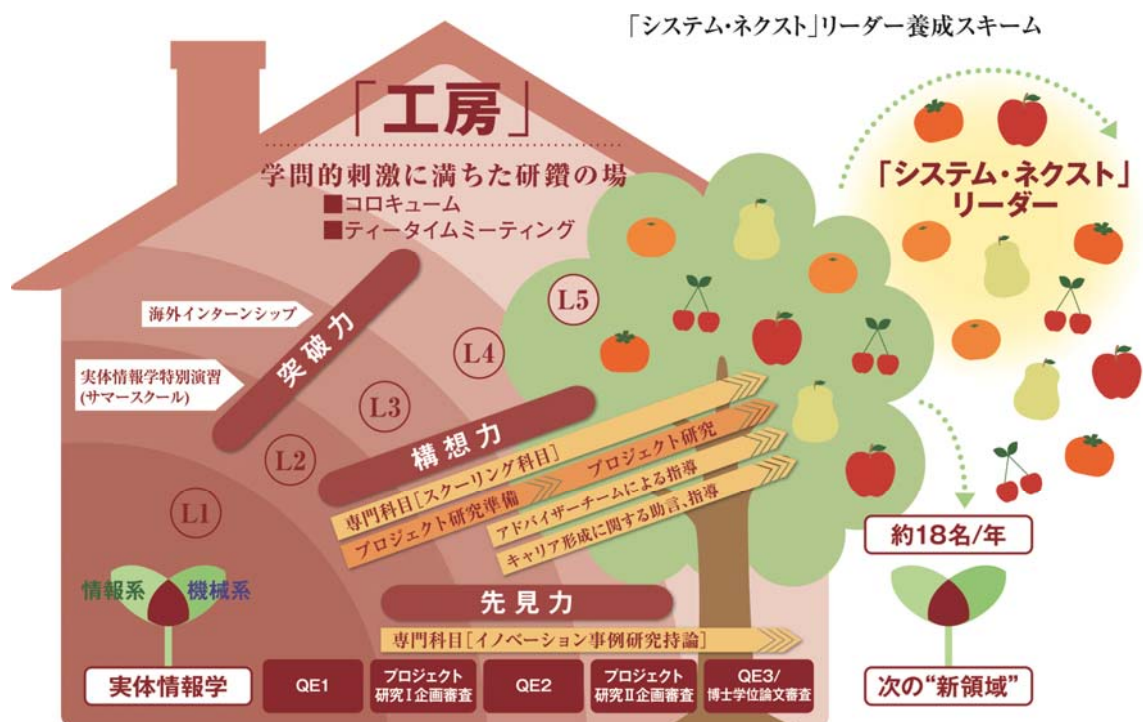 「システム・ネクスト」リーダー養成スキーム
「工房」
学問的刺激に満ちた研鑽の場
■コロキューム
■ティータイムミーティング
「システム・ネクスト」
リーダー
海外インターンシップ
実体情報学特別演習
(サマースクール)
突破力
L5
L4
L3
L2
L1
構想力
専門科目[スクーリング科目]
プロジェクト研究準備
プロジェクト研究
アドバイザーチームによる指導
キャリア形成に関する助言、指導
先見力
専門科目[イノベーション事例研究持論]
情報系
機械系
実体情報学
QE1
プロジェクト
研究Ⅰ企画審査
QE2
プロジェクト
研究Ⅱ企画審査
QE3/
博士学位論文審査
約18名/年
次の“新領域”